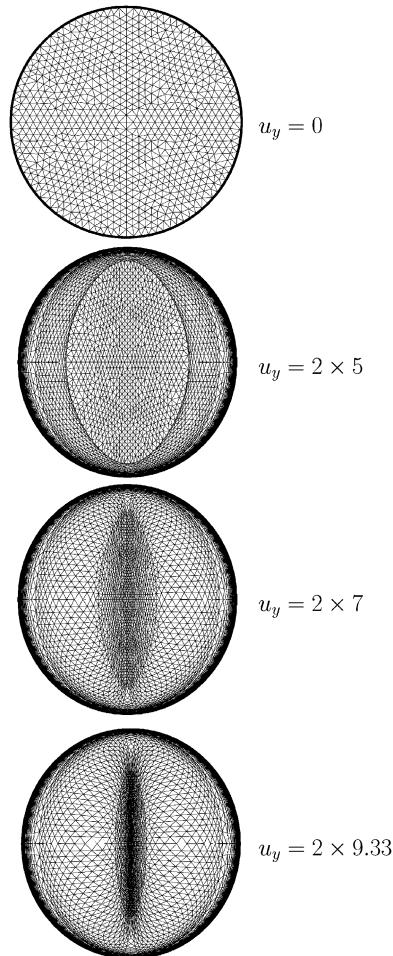 u_y = 0
u_y = 2 × 5
u_y = 2 × 7
u_y = 2 × 9.33